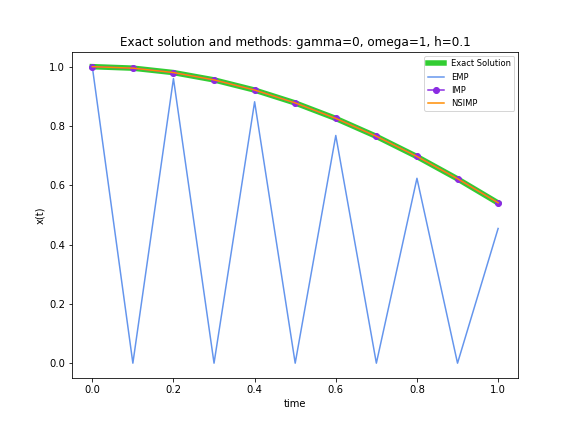 Exact solution and methods: gamma=0, omega=1, h=0.1
Exact Solution
EMP
IMP
NSIMP
x(t)
1.0
0.8
0.6
0.4
0.2
0.0
0.0 0.2 0.4 0.6 0.8 1.0
time